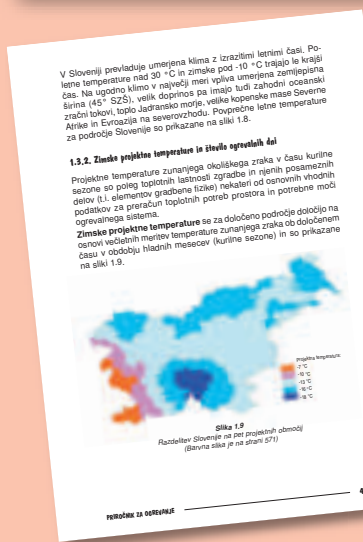 V Sloveniji prevladuje umerjena klima z izrazitimi letnimi časi. Po-
letne temperature nad 30 °C in zimske pod -10 °C trajajo le krajši
čas. Na ugodno klimo v največji meri vpliva umerjena zemljepisna
širina (45° SZŠ), velik doprinos pa imajo tudi zahodni oceanski
zračni tokovi, toplo Jadransko morje, velike kopenske mase Severne
Afrike in Evroazija na severovzhodu. Povprečne letne temperature
za področje Slovenije so prikazane na sliki 1.8.
1.3.2. Zimske projektne temperature in število ogrevalnih dni
Projektne temperature zunanjega okoliškega zraka v času kurilne
sezone so poleg toplotnih lastnosti zgradbe in njenih posameznih
delov (t.i. elementov gradbene fizike) nekateri od osnovnih vhodnih
podatkov za preračun toplotnih potreb prostora in potrebne moči
ogrevalnega sistema.
Zimske projektne temperature se za določeno področje določijo na
osnovi večletnih meritev temperature zunanjega zraka ob določenem
času v obdobju hladnih mesecev (kurilne sezone) in so prikazane
na sliki 1.9.
Projektna temperatura
-7 °C
-10 °C
-13 °C
-16 °C
-18 °C
Slika 1.9
Razdelitev Slovenije na pet projektnih območij
(Barvna slika je na strani 571)
PRIROČNIK ZA OGREVANJE